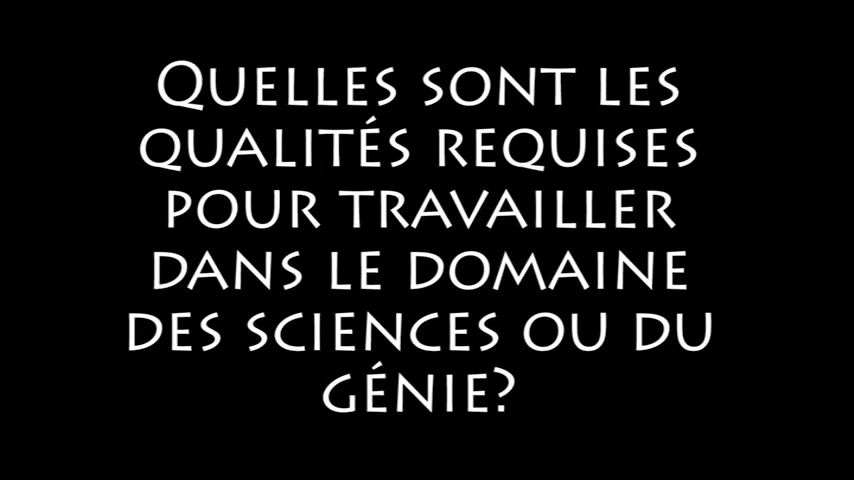 Quelles sont les
qualités requises
pour travailler
dans le domaine
des sciences ou du
génie?